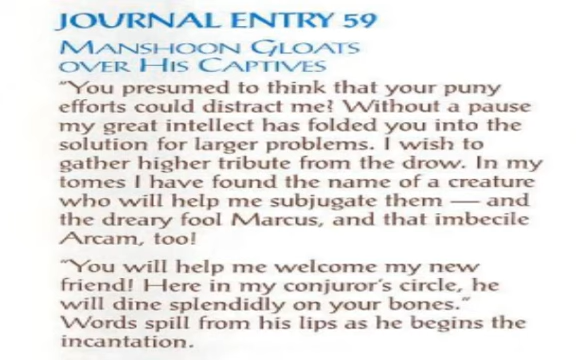 JOURNAL ENTRY 59
MANSHOON GLOATS
OVER HIS CAPTIVES
"You presumed to think that your puny
efforts could distract me? Without a pause
my great intellect has folded you into the
solution for larger problems. I wish to
gather higher tribute from the drow. In my
tomes I have found the name of a creature
who will help me subjugate them — and
the dreary fool Marcus, and that imbecile
Arcam, too!
"You will help me welcome my new
friend! Here in my conjuror's circle, he
will dine splendidly on your bones."
Words spill from his lips as he begins the
incantation.